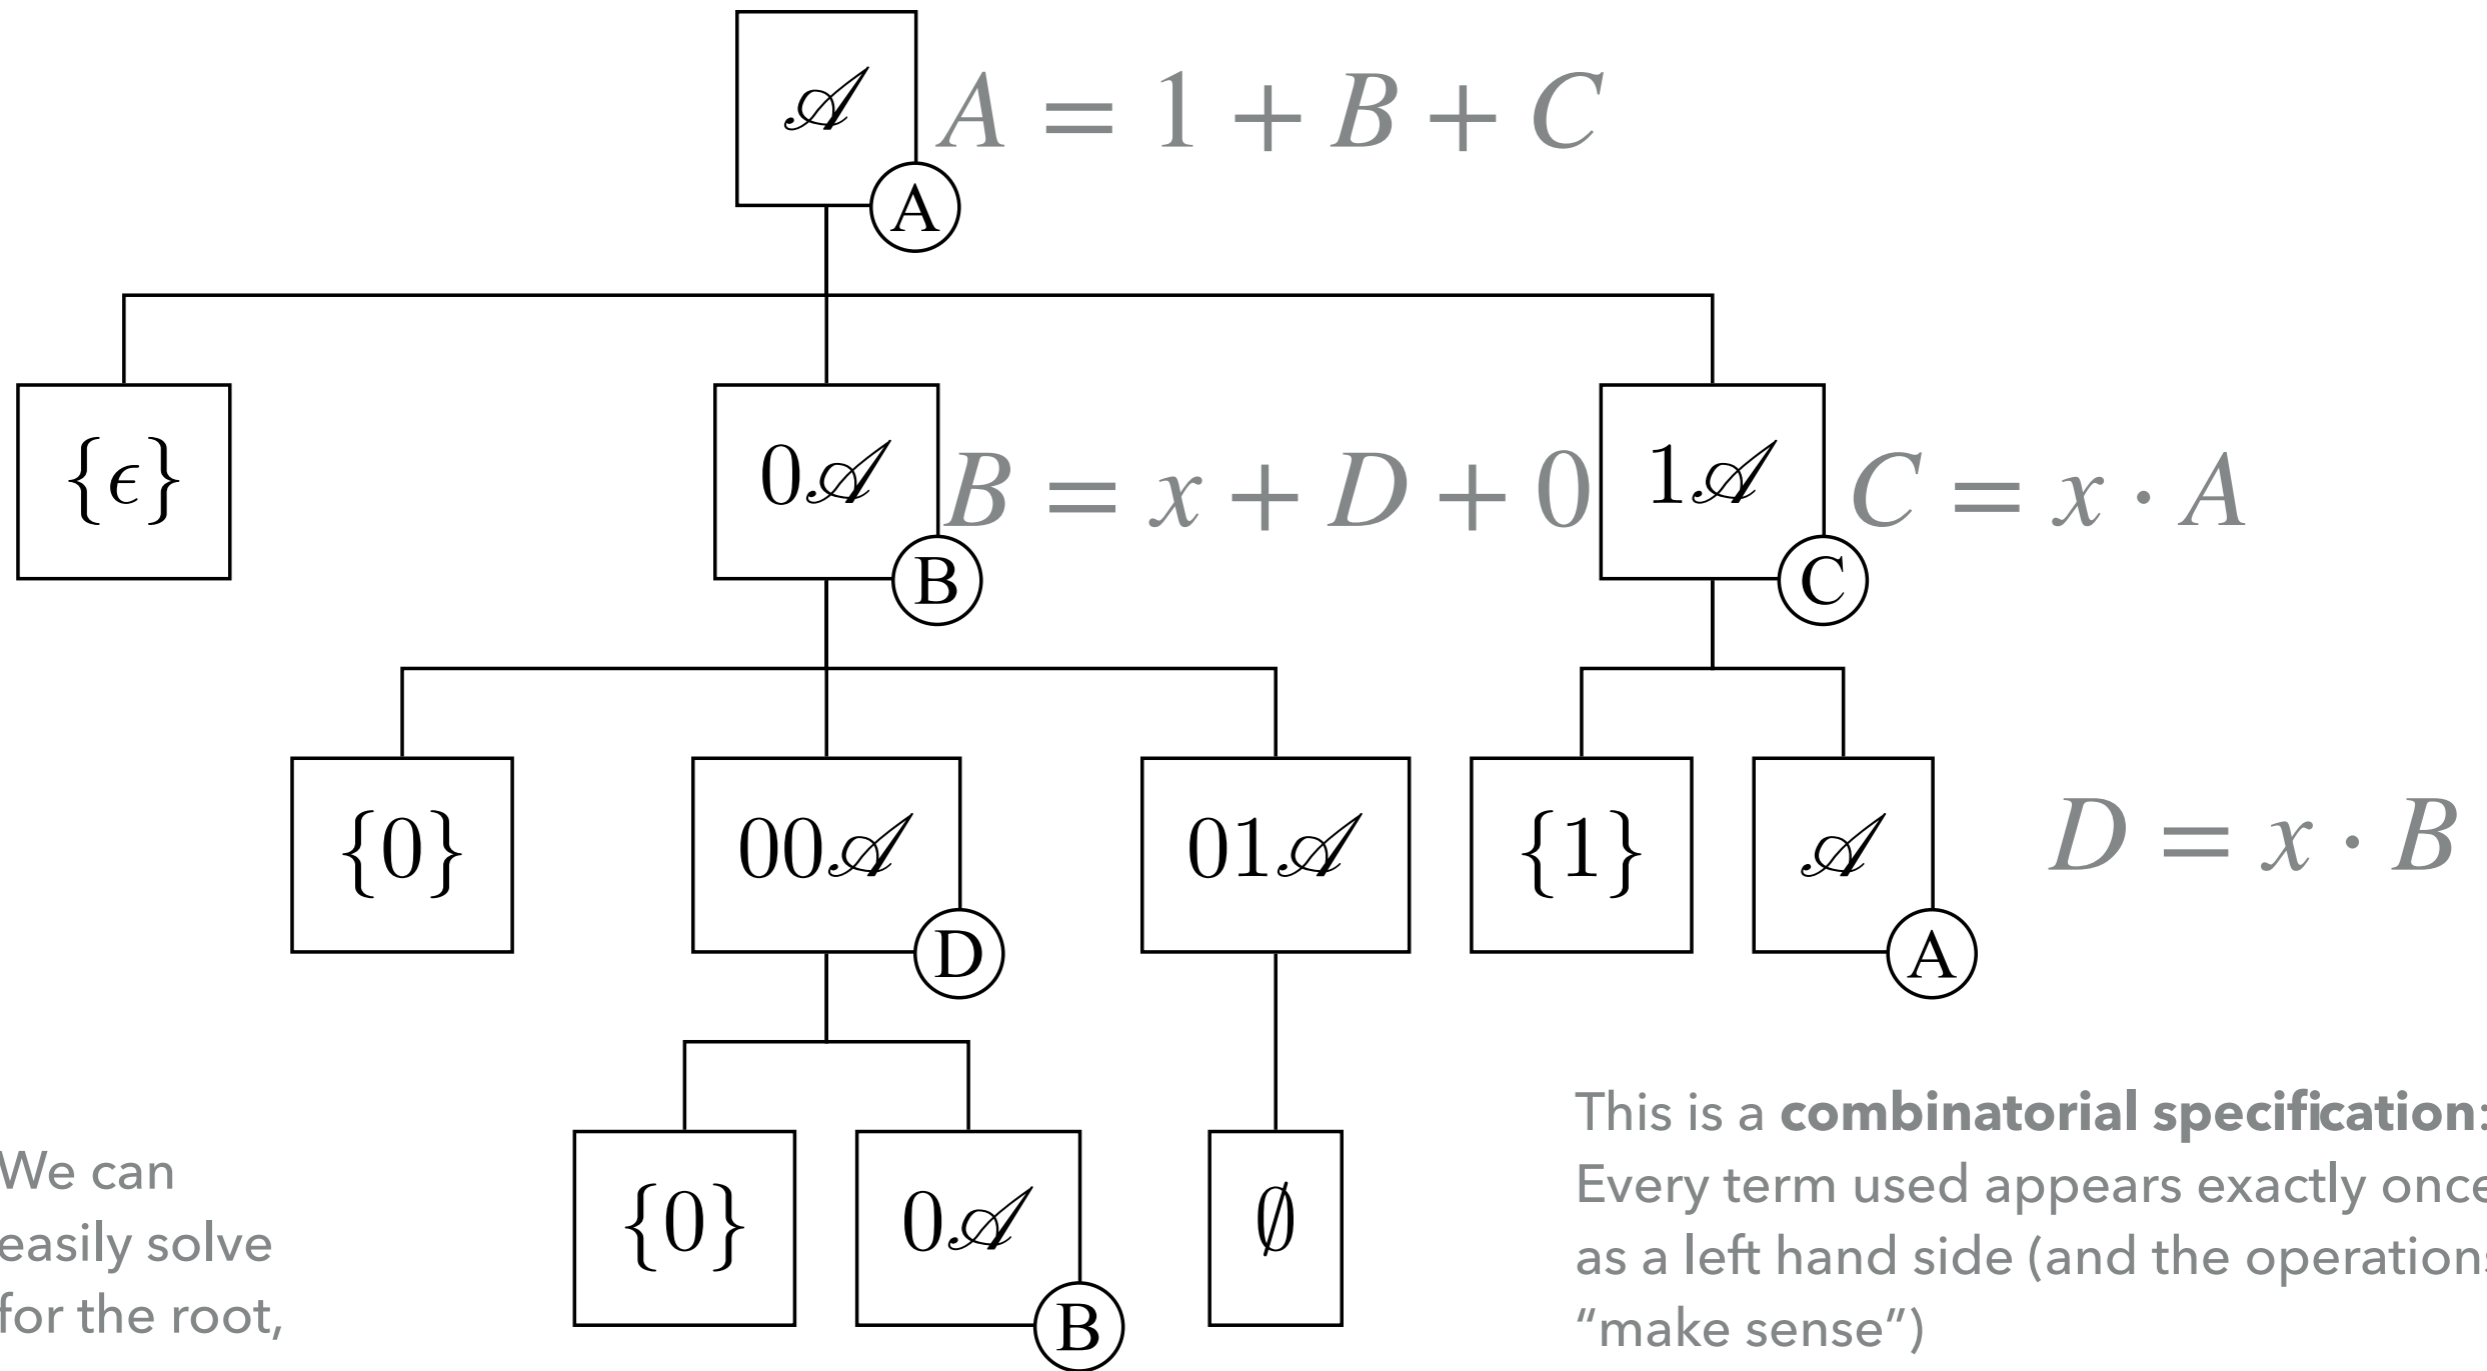 𝒜 A = 1 + B + C
A
{ϵ} 0𝒜 B = x + D + 0 1𝒜 C = x · A
B C
{0} 00𝒜 01𝒜 {1} 𝒜 D = x · B
D A
{0} 0𝒜 ∅
B
We can
easily solve
for the root,
This is a combinatorial specification:
Every term used appears exactly once
as a left hand side (and the operations
“make sense”)